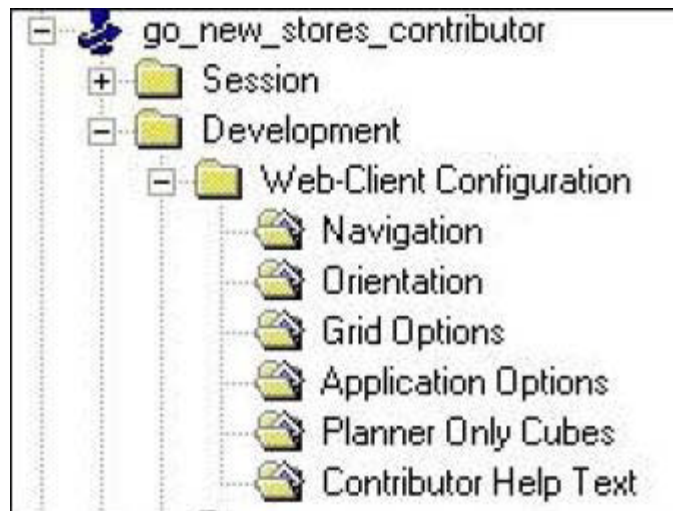 go_new_stores_contributor
Session
Development
Web-Client Configuration
Navigation
Orientation
Grid Options
Application Options
Planner Only Cubes
Contributor Help Text